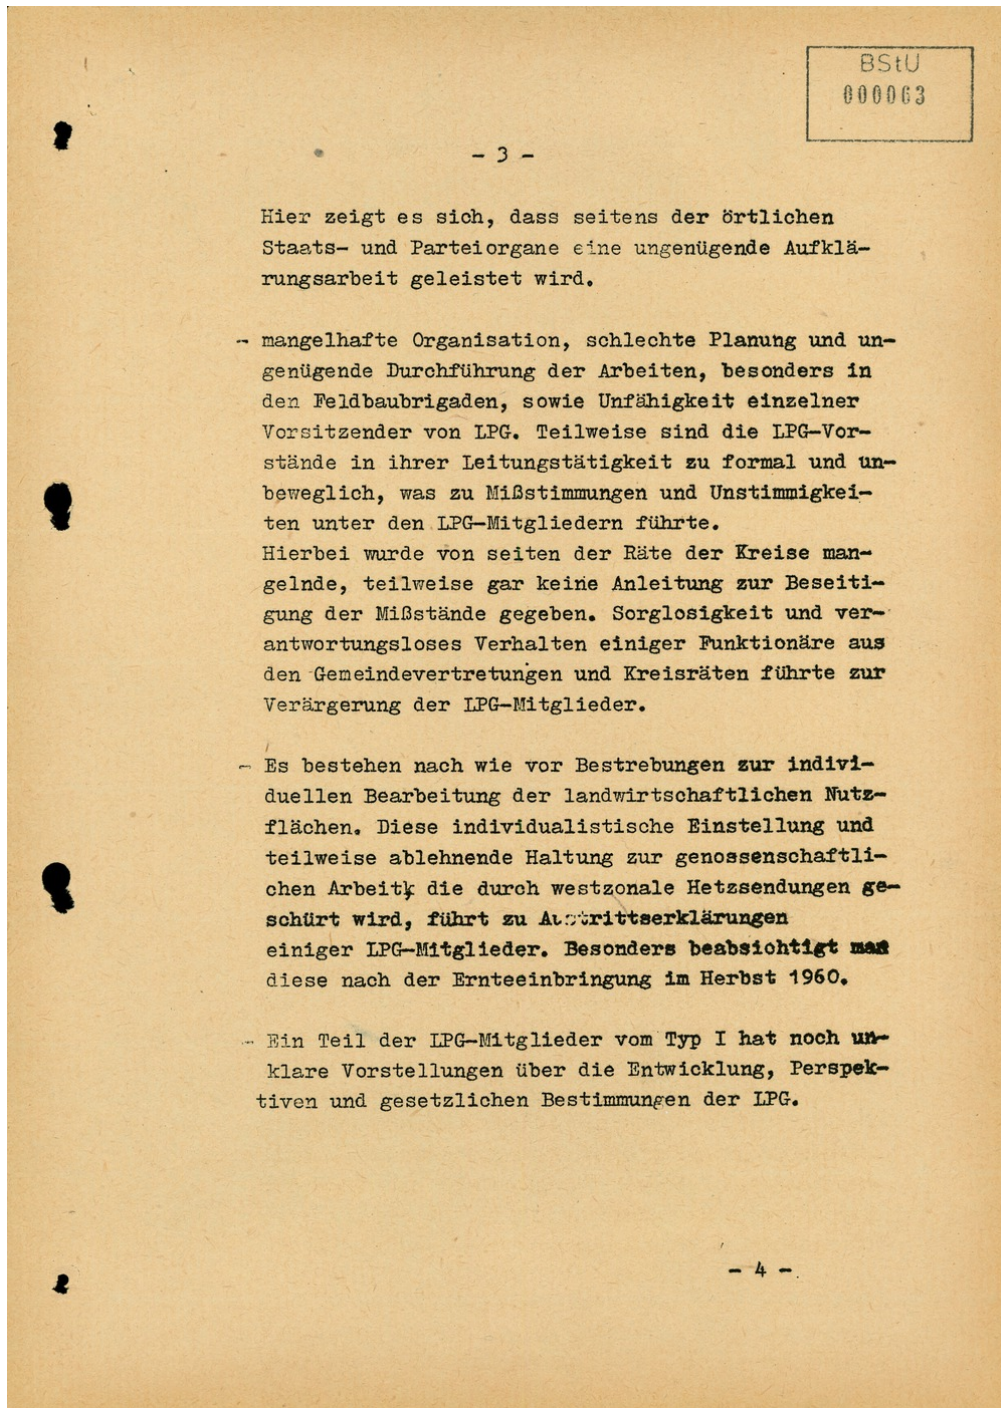 BStU
000063
- 3 -
Hier zeigt es sich, dass seitens der örtlichen
Staats- und Parteiorgane eine ungenügende Aufklä-
rungsarbeit geleistet wird.
- mangelhafte Organisation, schlechte Planung und un-
genügende Durchführung der Arbeiten, besonders in
den Feldbaubrigaden, sowie Unfähigkeit einzelner
Vorsitzender von LPG. Teilweise sind die LPG-Vor-
stände in ihrer Leitungstätigkeit zu formal und un-
beweglich, was zu Mißstimmungen und Unstimmigkei-
ten unter den LPG-Mitgliedern führte.
Hierbei wurde von seiten der Räte der Kreise man-
gelnde, teilweise gar keine Anleitung zur Beseiti-
gung der Mißstände gegeben. Sorglosigkeit und ver-
antwortungsloses Verhalten einiger Funktionäre aus
den Gemeindevertretungen und Kreisräten führte zur
Verärgerung der LPG-Mitglieder.
- Es bestehen nach wie vor Bestrebungen zur indivi-
duellen Bearbeitung der landwirtschaftlichen Nutz-
flächen. Diese individualistische Einstellung und
teilweise ablehnende Haltung zur genossenschaftli-
chen Arbeit, die durch westzonale Hetzsendungen ge-
schürt wird, führt zu Austrittserklärungen
einiger LPG-Mitglieder. Besonders beabsichtigt man
diese nach der Ernteeinbringung im Herbst 1960.
- Ein Teil der LPG-Mitglieder vom Typ I hat noch un-
klare Vorstellungen über die Entwicklung, Perspek-
tiven und gesetzlichen Bestimmungen der LPG.
- 4 -